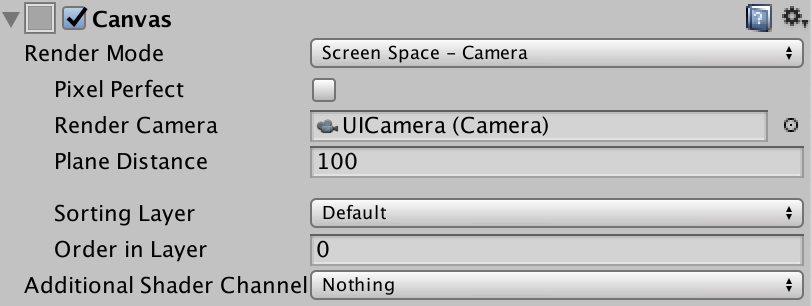 Canvas
Render Mode Screen Space - Camera
Pixel Perfect
Render Camera UICamera (Camera)
Plane Distance 100
Sorting Layer Default
Order in Layer 0
Additional Shader Channel Nothing